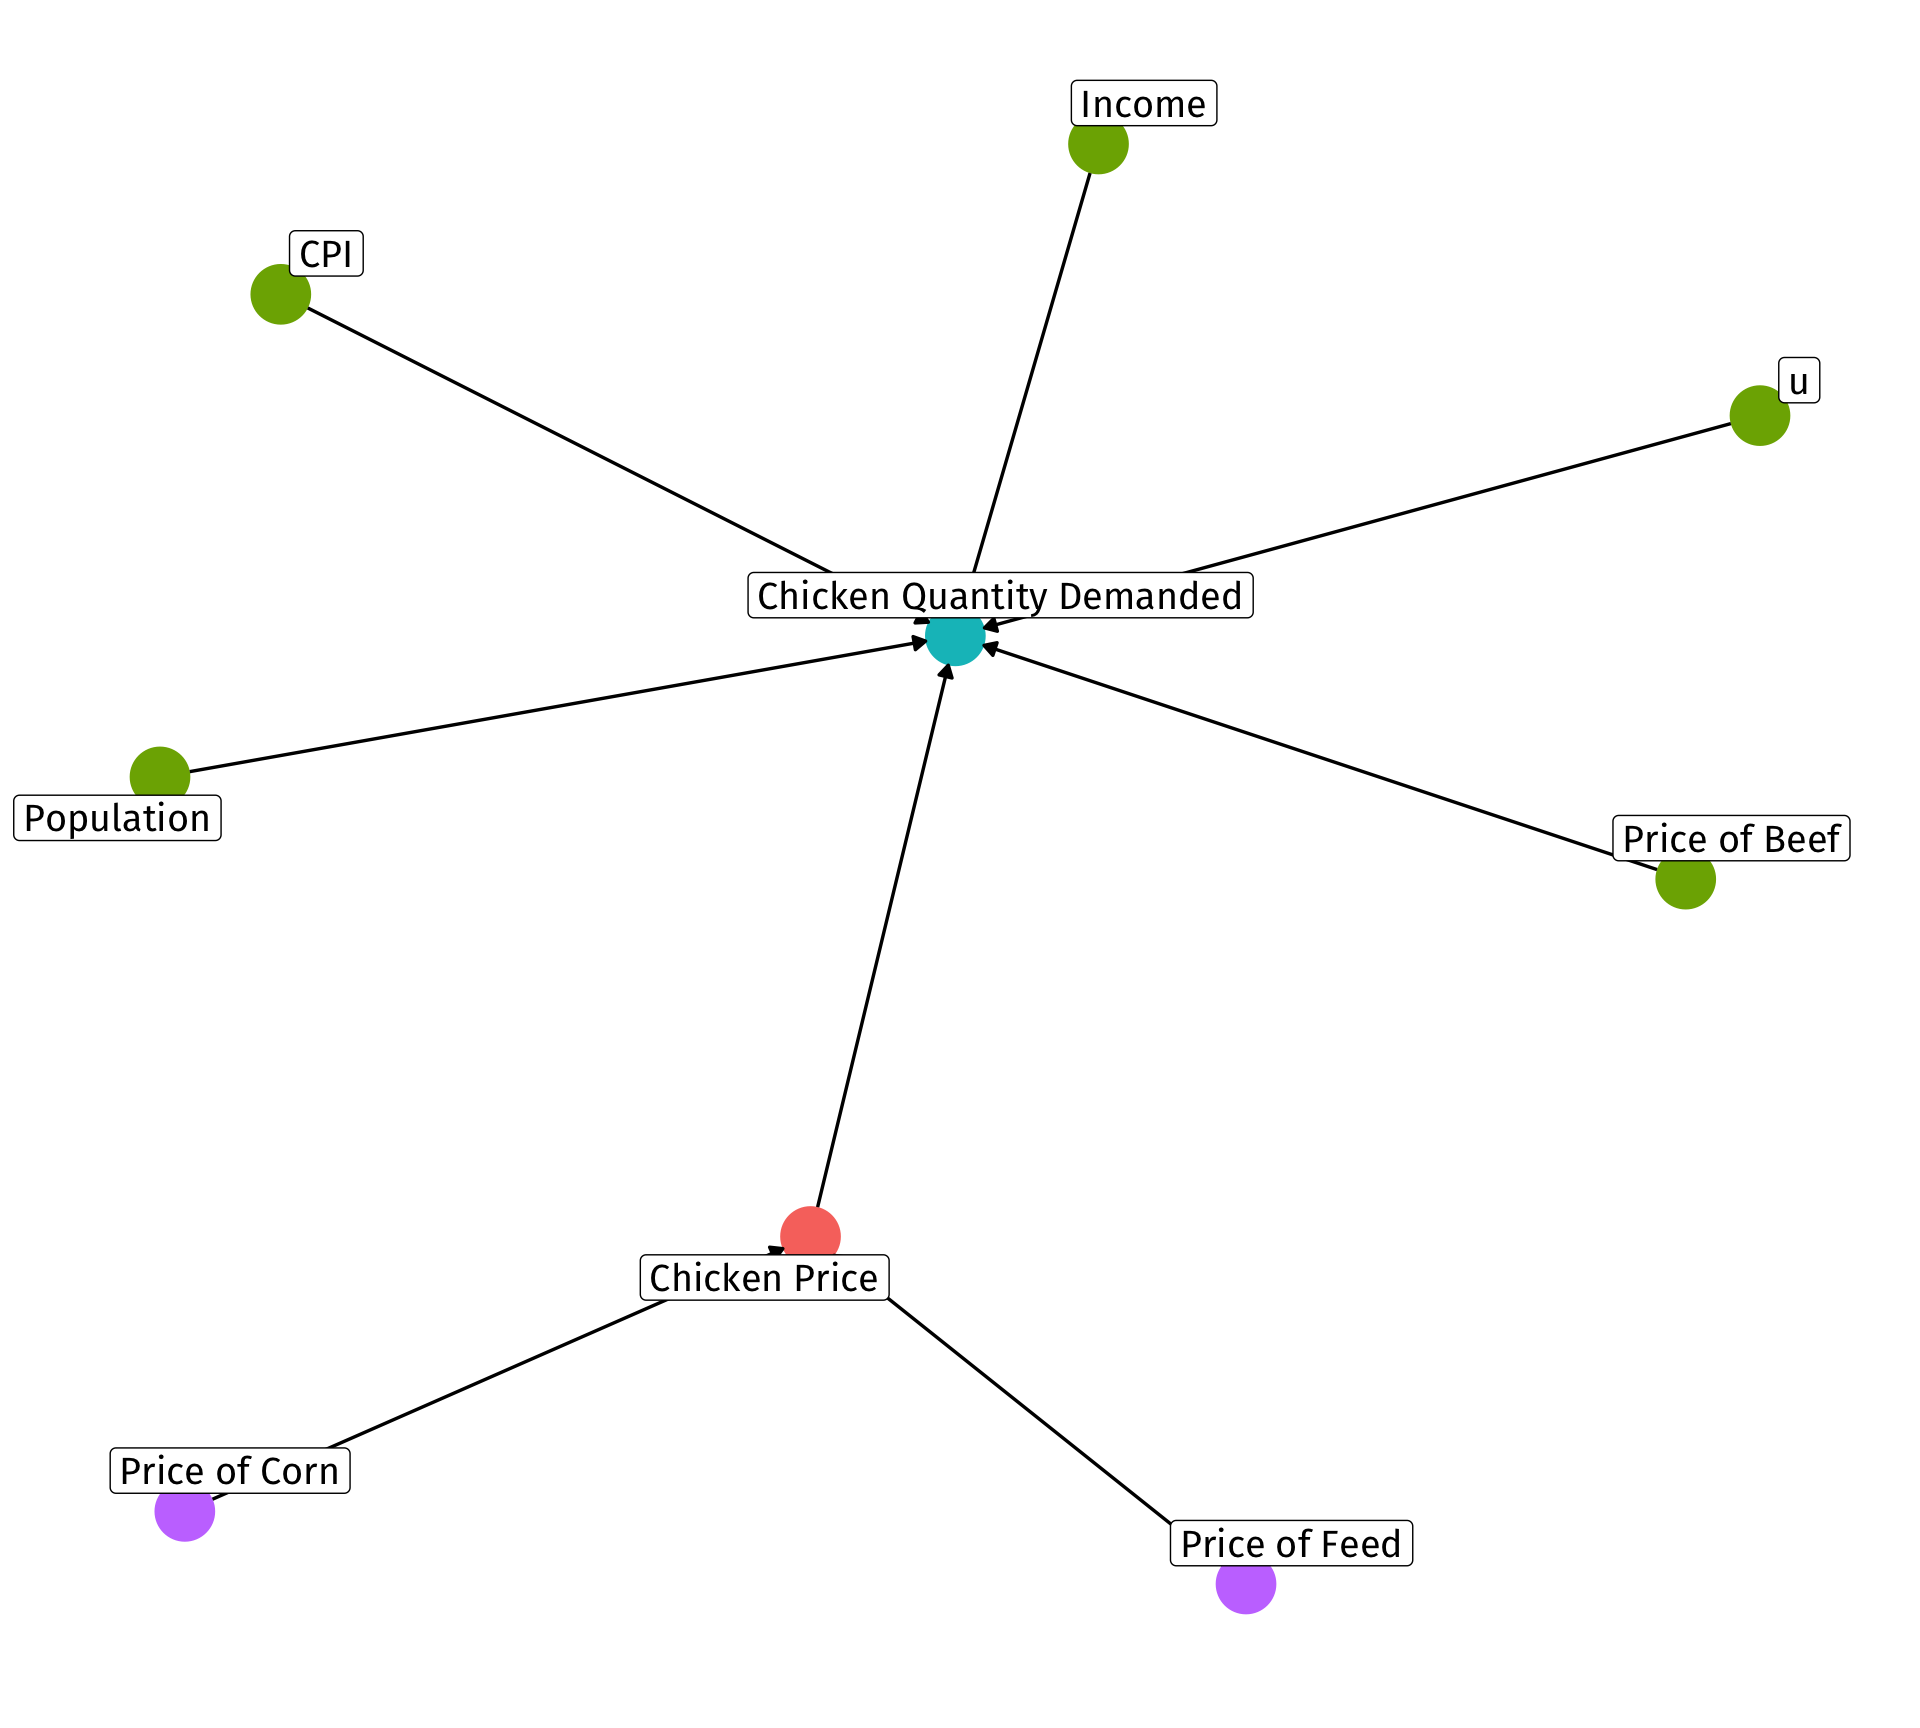 Income
CPI
u
Chicken Quantity Demanded
Population
Price of Beef
Chicken Price
Price of Corn
Price of Feed